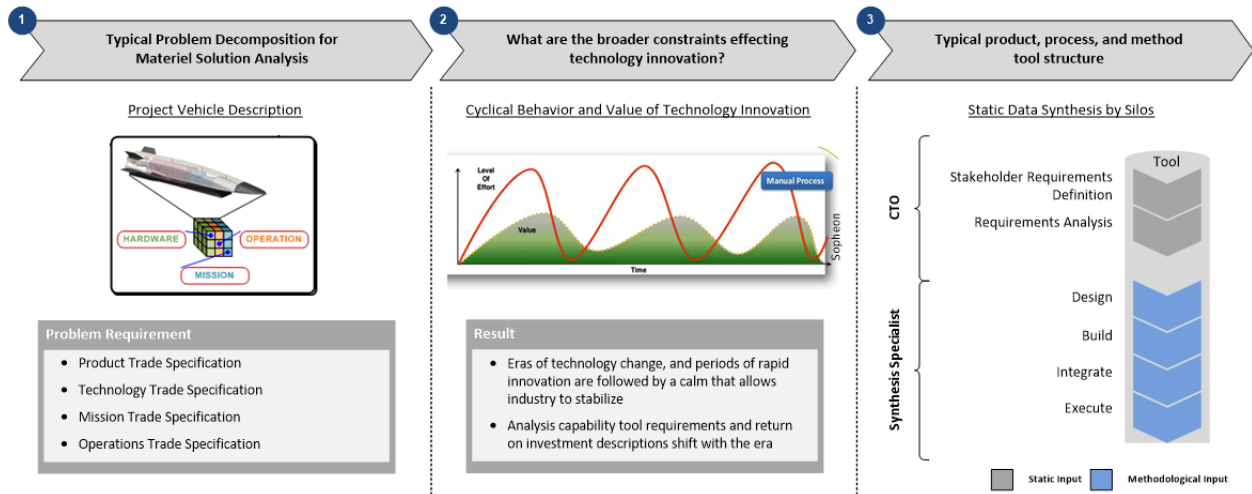 1
Typical Problem Decomposition for
Materiel Solution Analysis
2
What are the broader constraints effecting
technology innovation?
3
Typical product, process, and method
tool structure
Project Vehicle Description
HARDWARE
OPERATION
MISSION
Problem Requirement
• Product Trade Specification
• Technology Trade Specification
• Mission Trade Specification
• Operations Trade Specification
Cyclical Behavior and Value of Technology Innovation
Level
Of
Effort
Manual Process
Value
Time
Sopheon
Result
• Eras of technology change, and periods of rapid
innovation are followed by a calm that allows
industry to stabilize
• Analysis capability tool requirements and return
on investment descriptions shift with the era
Static Data Synthesis by Silos
Tool
CTO
Stakeholder Requirements
Definition
Requirements Analysis
Synthesis Specialist
Design
Build
Integrate
Execute
Static Input
Methodological Input